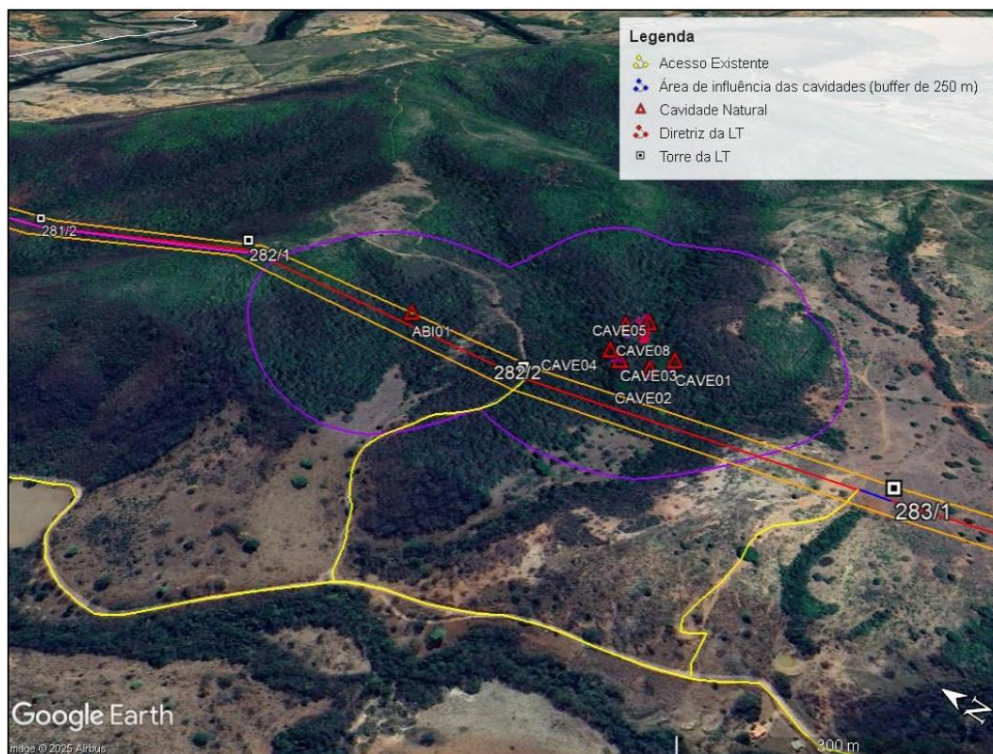 Legenda
Acesso Existente
Área de influência das cavidades (buffer de 250 m)
Cavidade Natural
Diretriz da LT
Torre da LT
281/2
282/1
ABI01
CAVE05
CAVE08
282/2
CAVE04
CAVE03
CAVE01
CAVE02
283/1
N
Google Earth
Image © 2025 Airbus
300 m